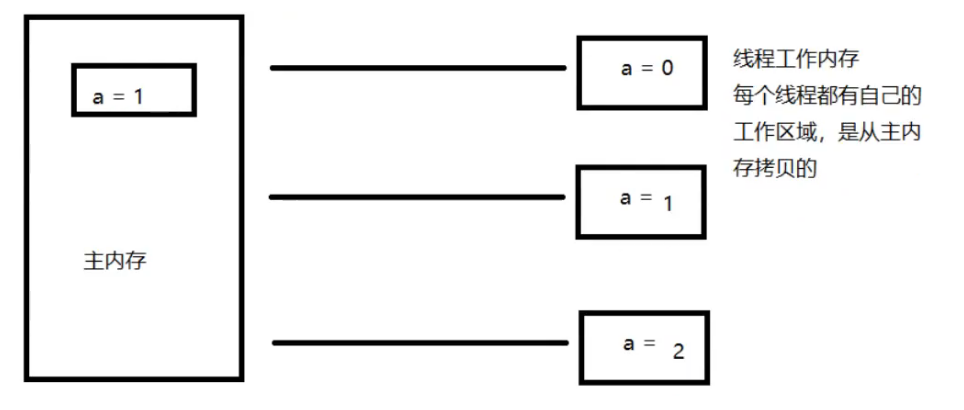 a = 1
主内存
a = 0
a = 1
a = 2
线程工作内存
每个线程都有自己的
工作区域，是从主内
存拷贝的